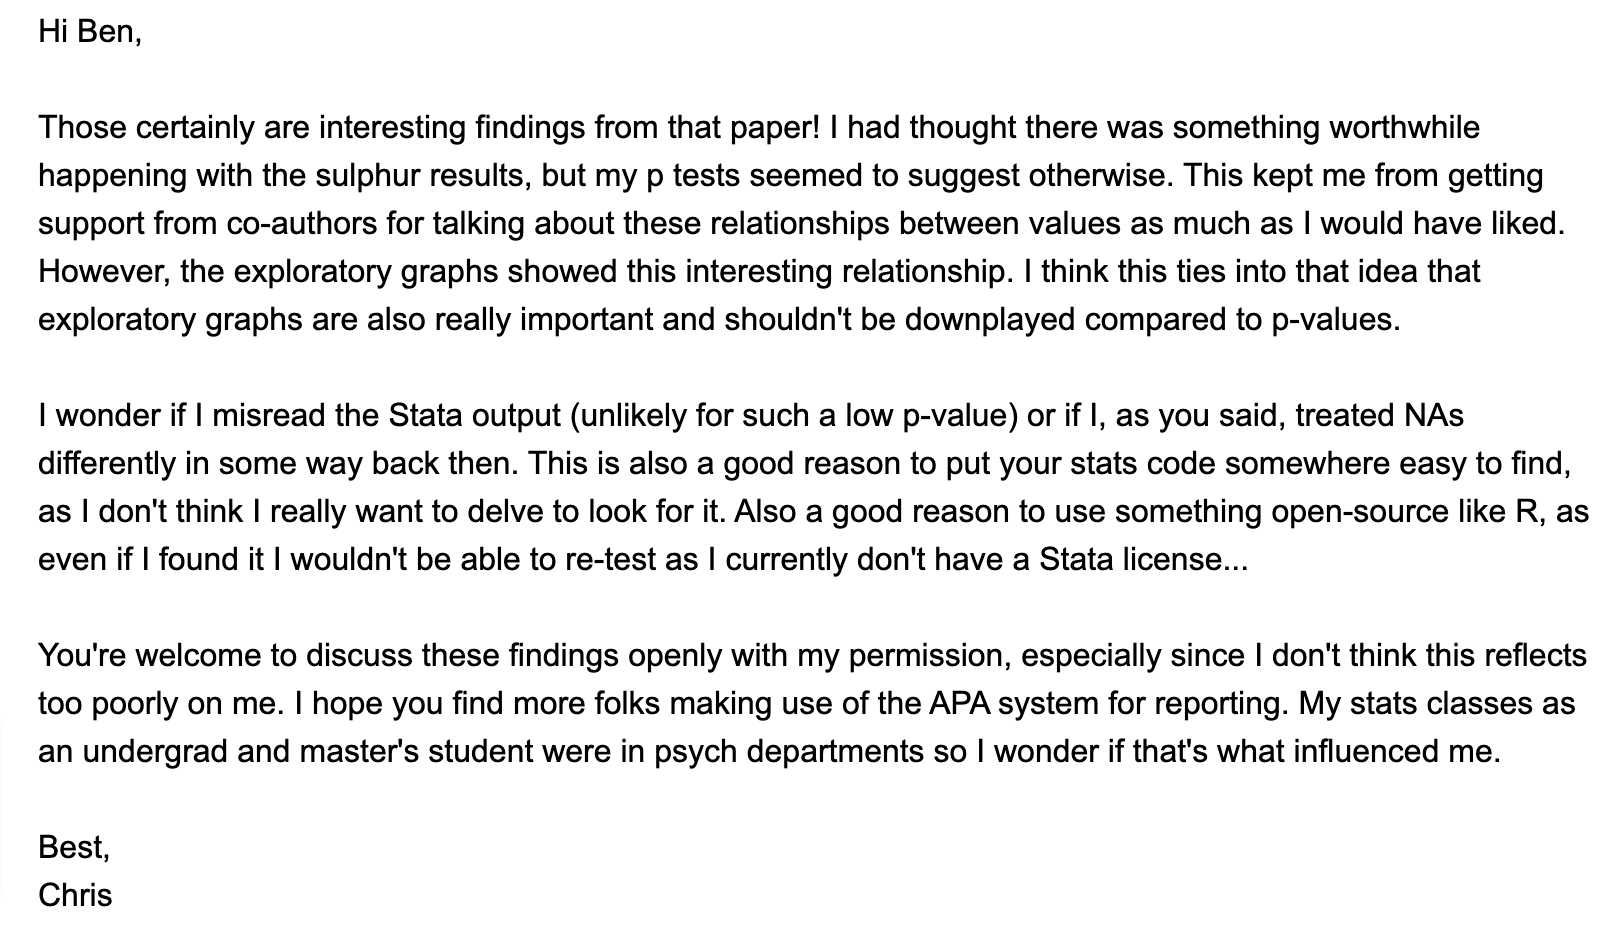 Hi Ben,
Those certainly are interesting findings from that paper! I had thought there was something worthwhile
happening with the sulphur results, but my p tests seemed to suggest otherwise. This kept me from getting
support from co-authors for talking about these relationships between values as much as I would have liked.
However, the exploratory graphs showed this interesting relationship. I think this ties into that idea that
exploratory graphs are also really important and shouldn't be downplayed compared to p-values.
I wonder if I misread the Stata output (unlikely for such a low p-value) or if I, as you said, treated NAs
differently in some way back then. This is also a good reason to put your stats code somewhere easy to find,
as I don't think I really want to delve to look for it. Also a good reason to use something open-source like R, as
even if I found it I wouldn't be able to re-test as I currently don't have a Stata license...
You're welcome to discuss these findings openly with my permission, especially since I don't think this reflects
too poorly on me. I hope you find more folks making use of the APA system for reporting. My stats classes as
an undergrad and master's student were in psych departments so I wonder if that's what influenced me.
Best,
Chris